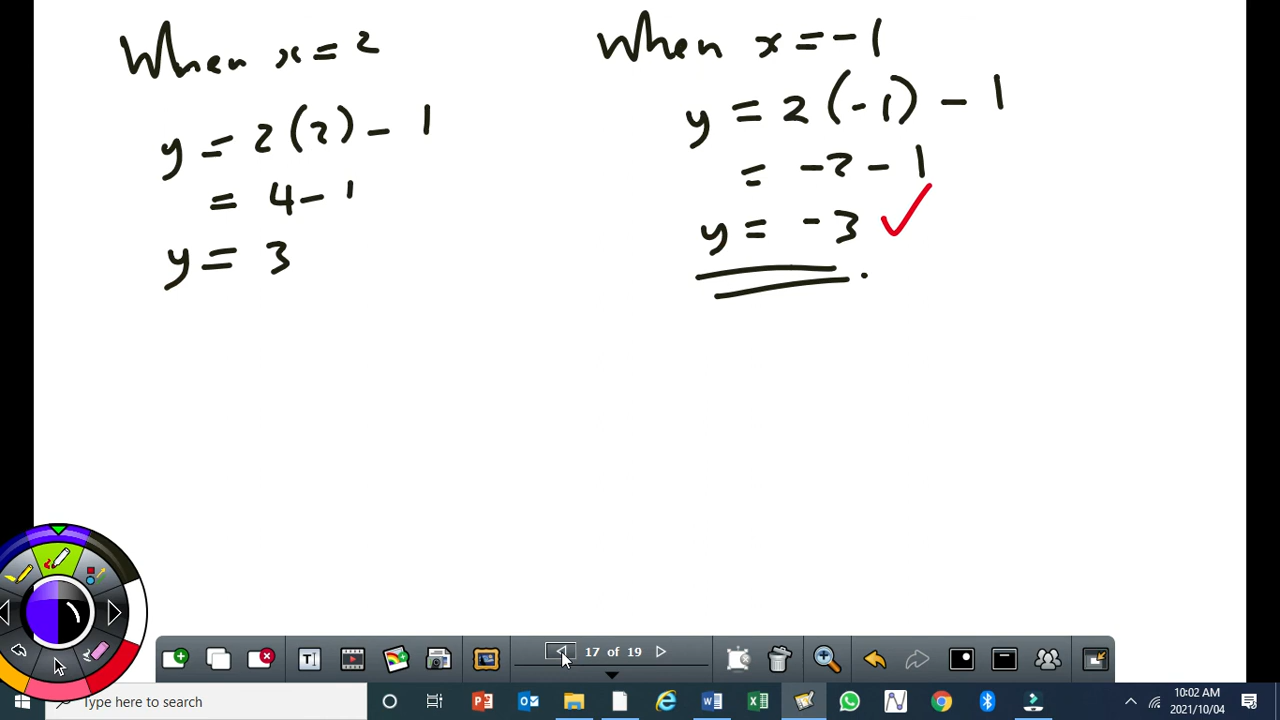 When x = 2
y = 2(2) - 1
= 4 - 1
y = 3
When x = -1
y = 2(-1) - 1
= -2 - 1
y = -3
17 of 19
Type here to search
10:02 AM
2021/10/04